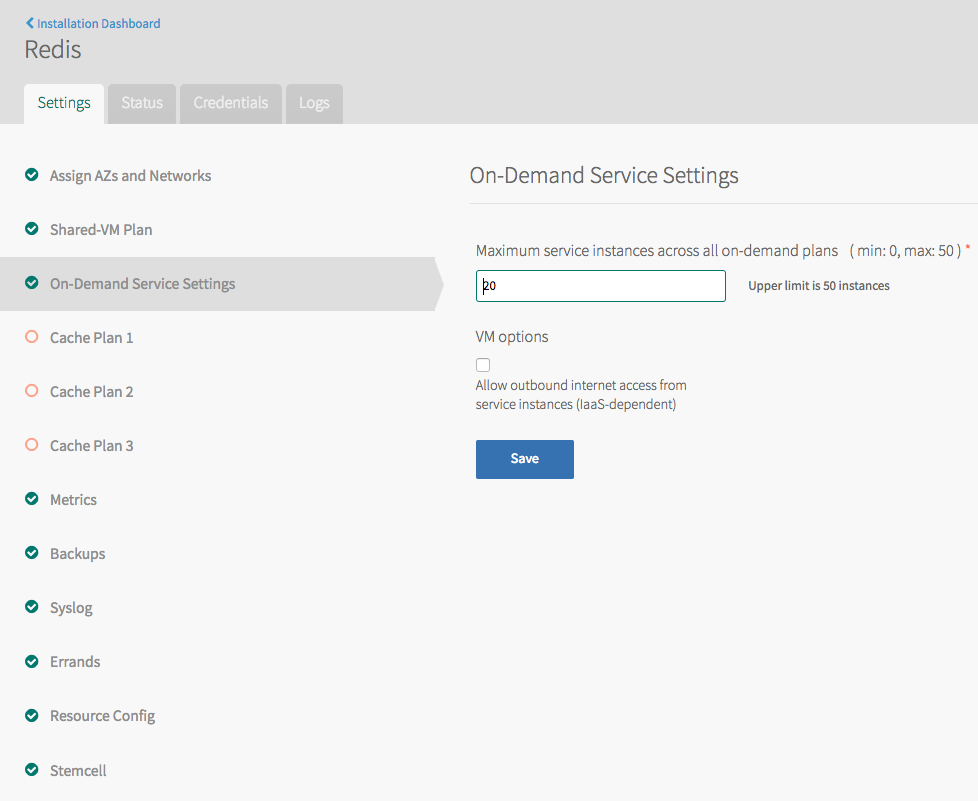 Installation Dashboard
Redis
Settings
Status
Credentials
Logs
Assign AZs and Networks
Shared-VM Plan
On-Demand Service Settings
Cache Plan 1
Cache Plan 2
Cache Plan 3
Metrics
Backups
Syslog
Errands
Resource Config
Stemcell
On-Demand Service Settings
Maximum service instances across all on-demand plans ( min: 0, max: 50 ) *
20
Upper limit is 50 instances
VM options
Allow outbound internet access from
service instances (IaaS-dependent)
Save